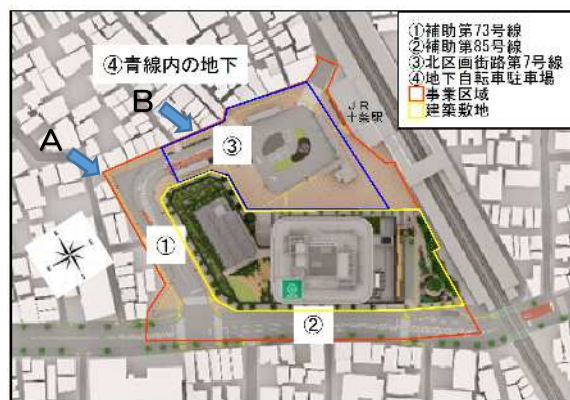 ①補助第73号線
②補助第85号線
③北区画街路第7号線
④地下自転車駐車場
事業区域
建築敷地
④青線内の地下
B
A
③
JR
十条駅
①
②